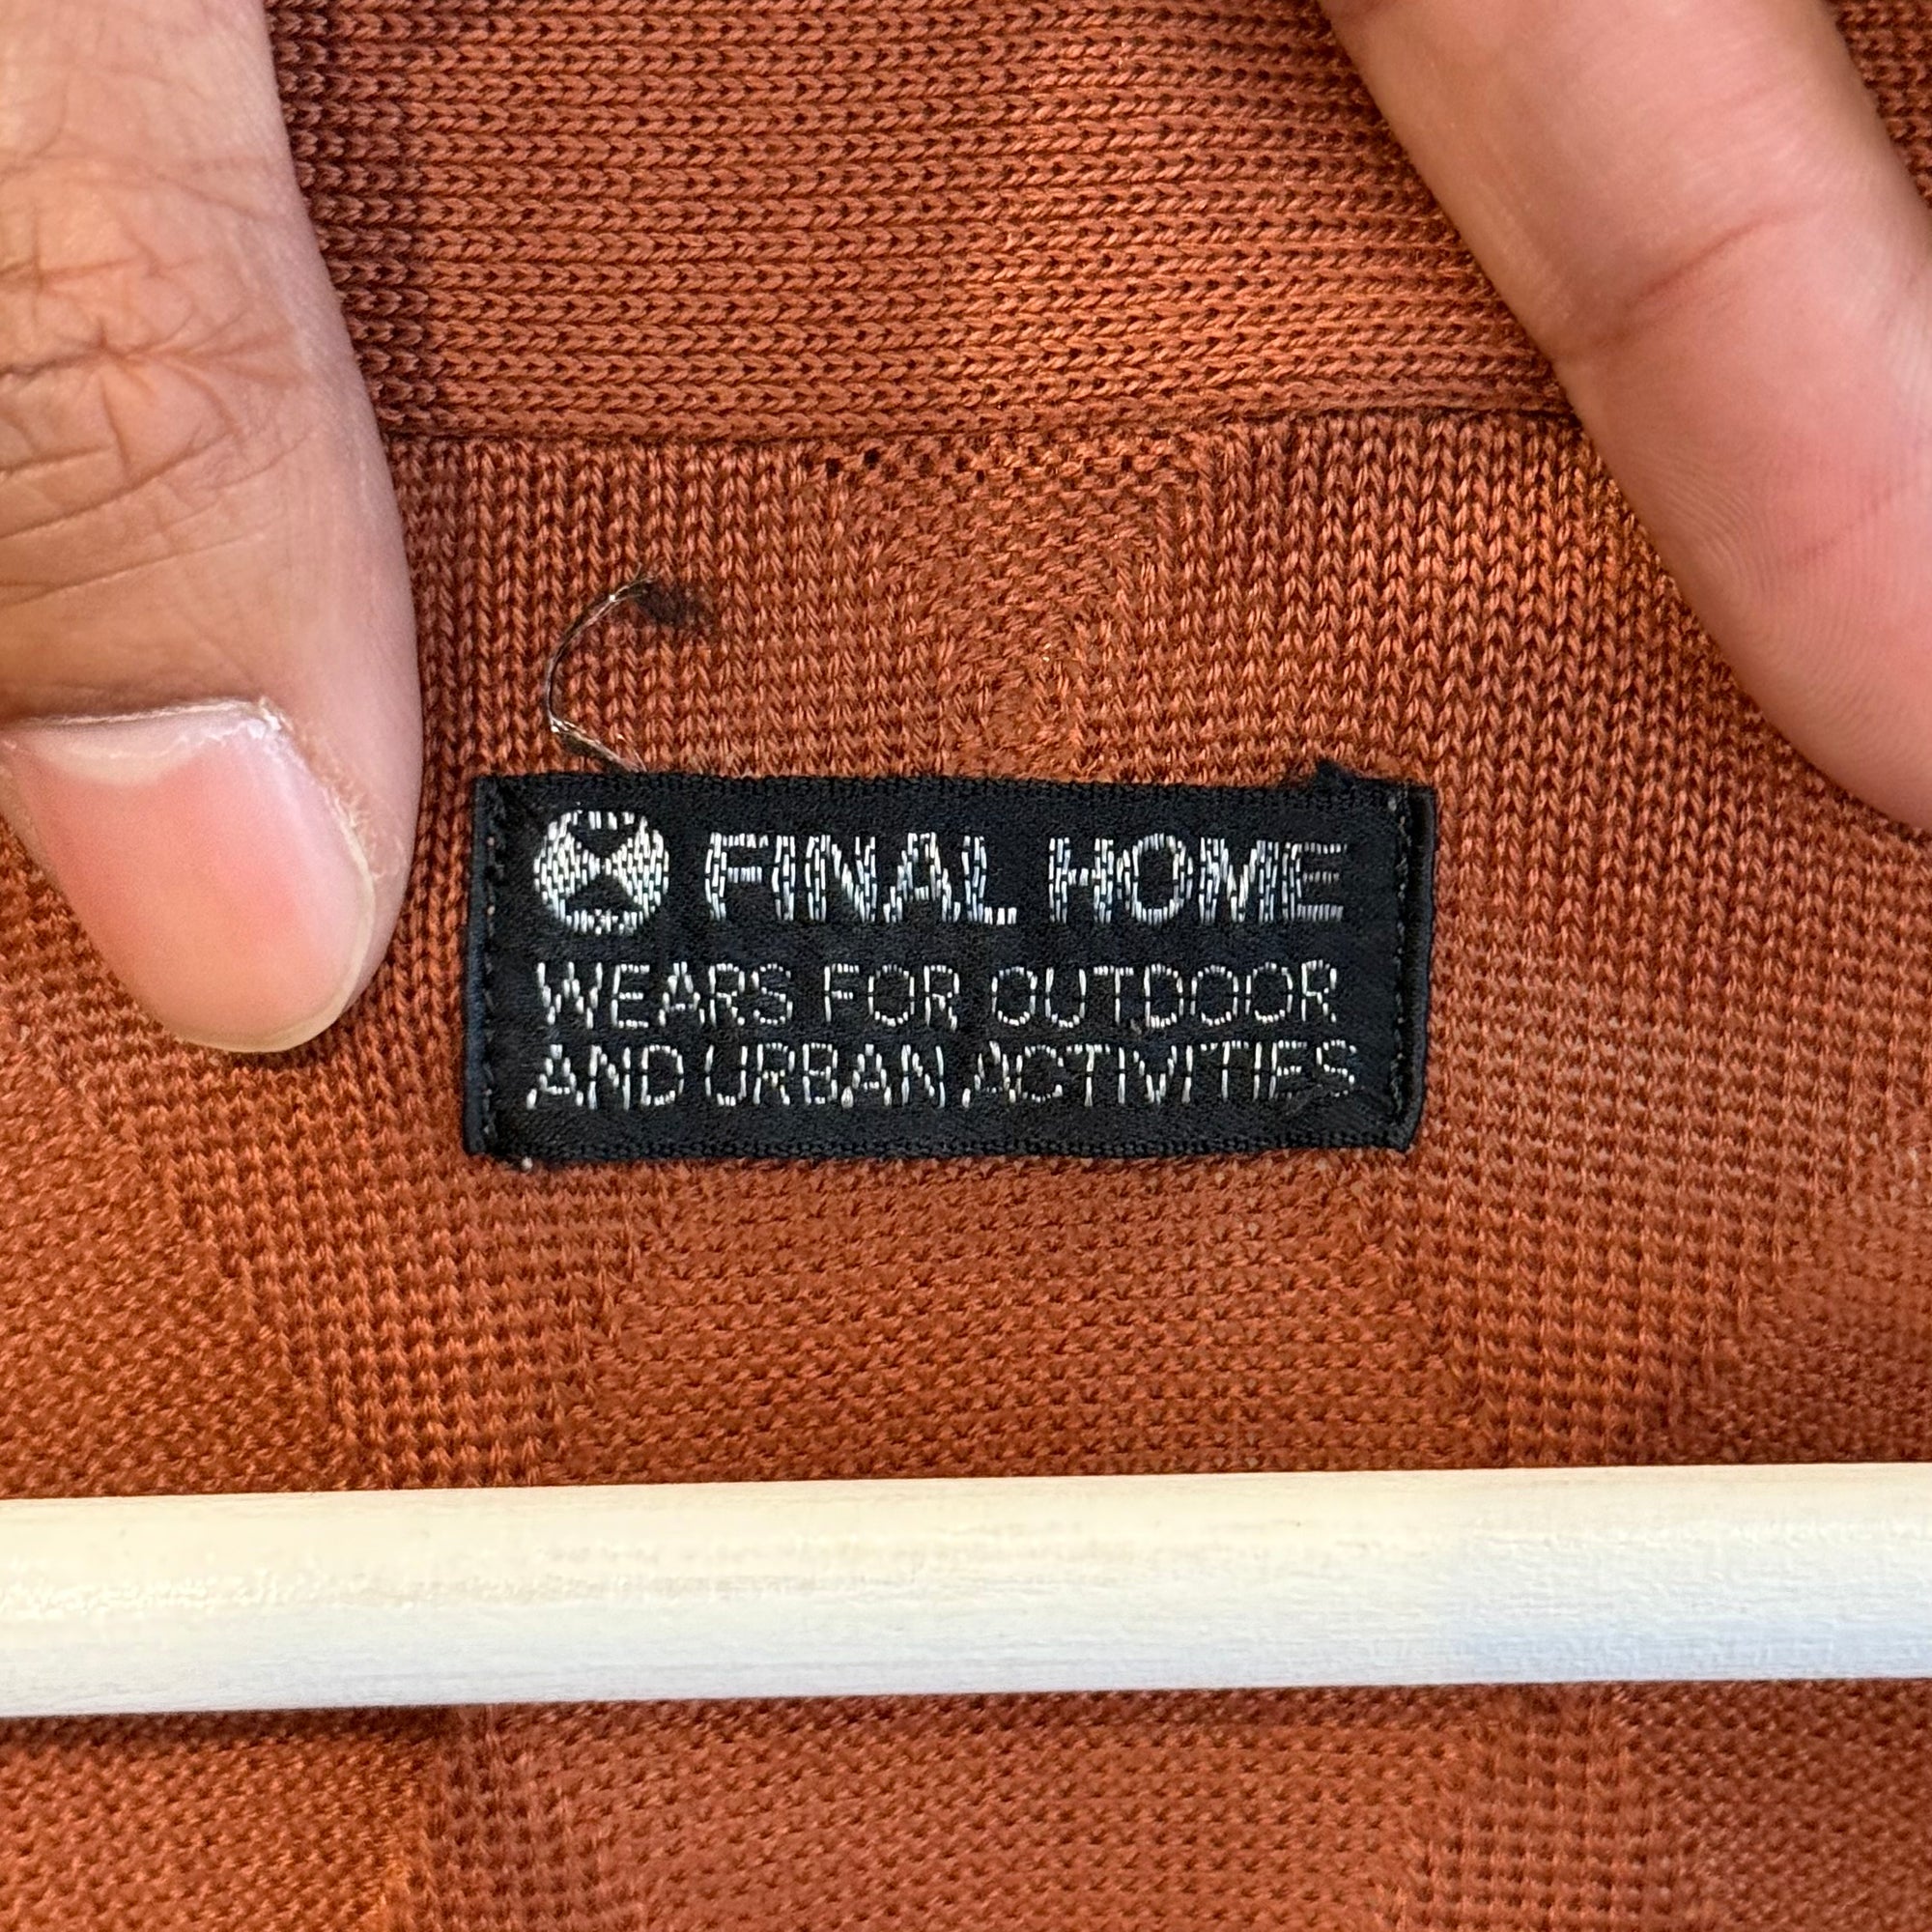 FINAL HOME
WEARS FOR OUTDOOR
AND URBAN ACTIVITIES